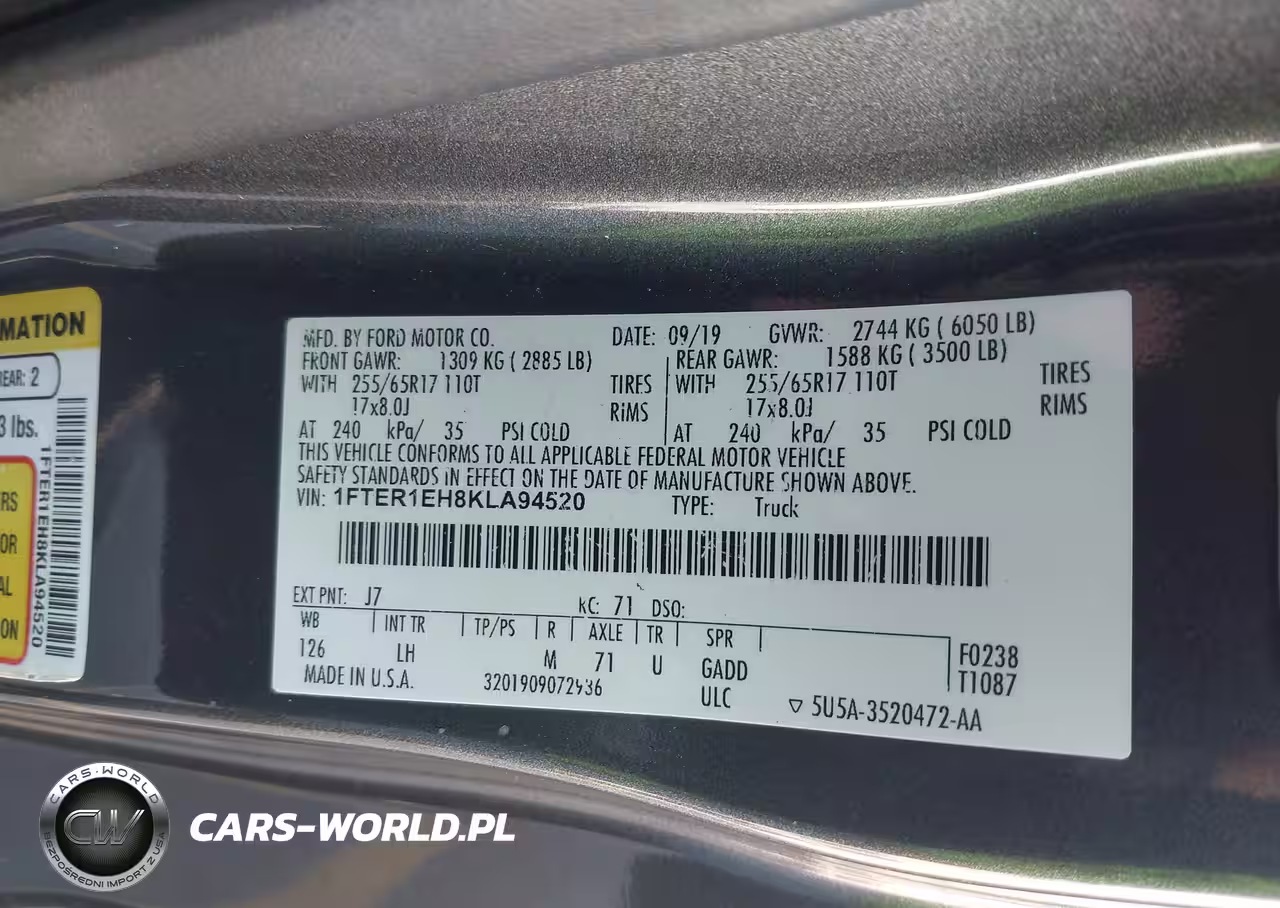 MATION
REAR: 2
3 lbs.
RS
OR
AL
ON
1FTER1EH8KLA94520
MFD. BY FORD MOTOR CO. DATE: 09/19 GVWR: 2744 KG ( 6050 LB)
FRONT GAWR: 1309 KG ( 2885 LB) REAR GAWR: 1588 KG ( 3500 LB)
WITH 255/65R17 110T TIRES WITH 255/65R17 110T TIRES
17x8.0J RIMS 17x8.0J RIMS
AT 240 kPa/ 35 PSI COLD AT 240 kPa/ 35 PSI COLD
THIS VEHICLE CONFORMS TO ALL APPLICABLE FEDERAL MOTOR VEHICLE
SAFETY STANDARDS IN EFFECT ON THE DATE OF MANUFACTURE SHOWN ABOVE.
VIN: 1FTER1EH8KLA94520 TYPE: Truck
EXT PNT: J7 RC: 71 DSO:
WB INT TR TP/PS R AXLE TR SPR
126 LH M 71 U GADD F0238
MADE IN U.S.A. 3201909072936 ULC T1087
▽ 5U5A-3520472-AA
CARS-WORLD
CW
BEZPOŚREDNI IMPORT Z USA
CARS-WORLD.PL